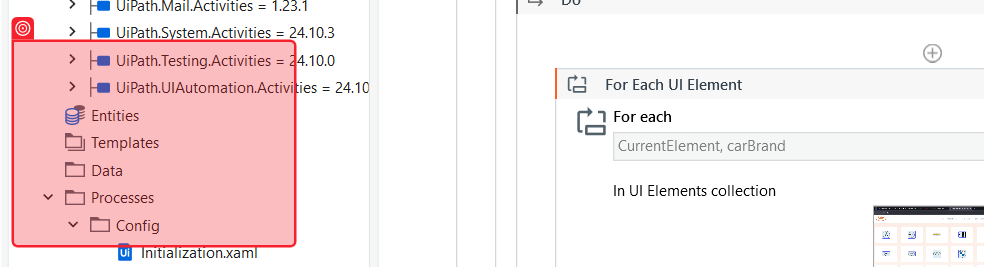 UiPath.Mail.Activities = 1.23.1
UiPath.System.Activities = 24.10.3
UiPath.Testing.Activities = 24.10.0
UiPath.UIAutomation.Activities = 24.10
Entities
Templates
Data
Processes
Config
Ui Initialization.xaml
Do
For Each UI Element
For each
CurrentElement, carBrand
In UI Elements collection